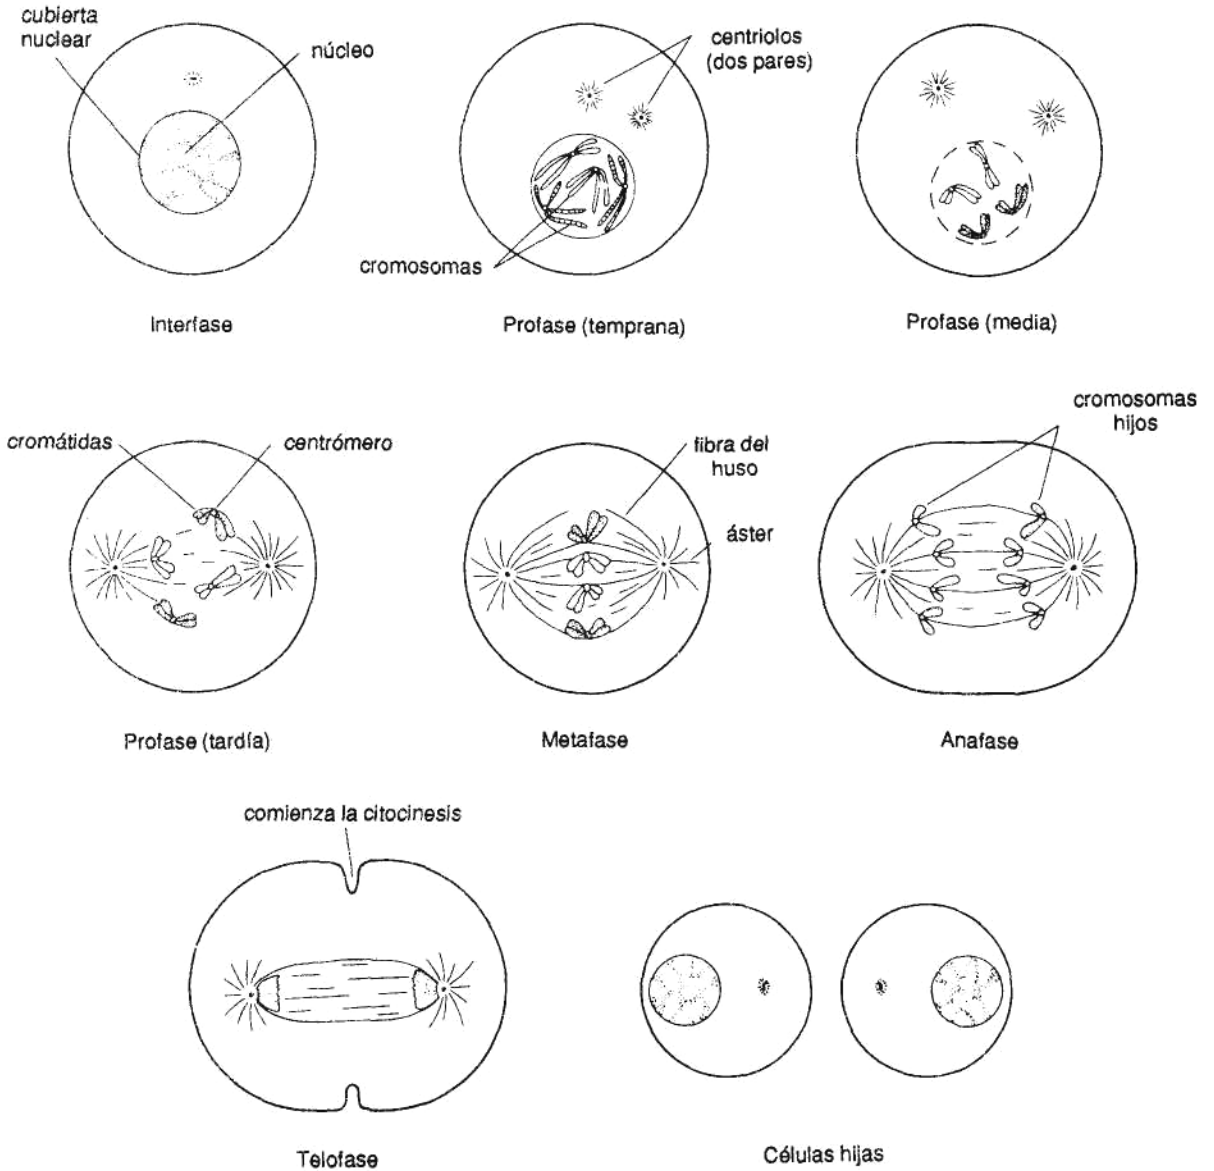 cubierta
nuclear
núcleo
centriolos
(dos pares)
cromosomas
Interfase
Profase (temprana)
Profase (media)
cromátidas
centrómero
fibra del
huso
áster
cromosomas
hijos
Profase (tardía)
Metafase
Anafase
comienza la citocinesis
Telofase
Células hijas